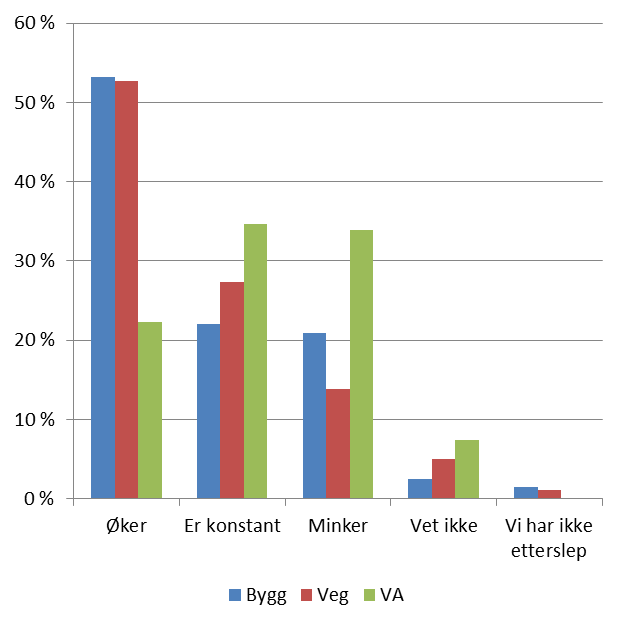 60 %
50 %
40 %
30 %
20 %
10 %
0 %
Øker Er konstant Minker Vet ikke Vi har ikke
etterslep
Bygg Veg VA